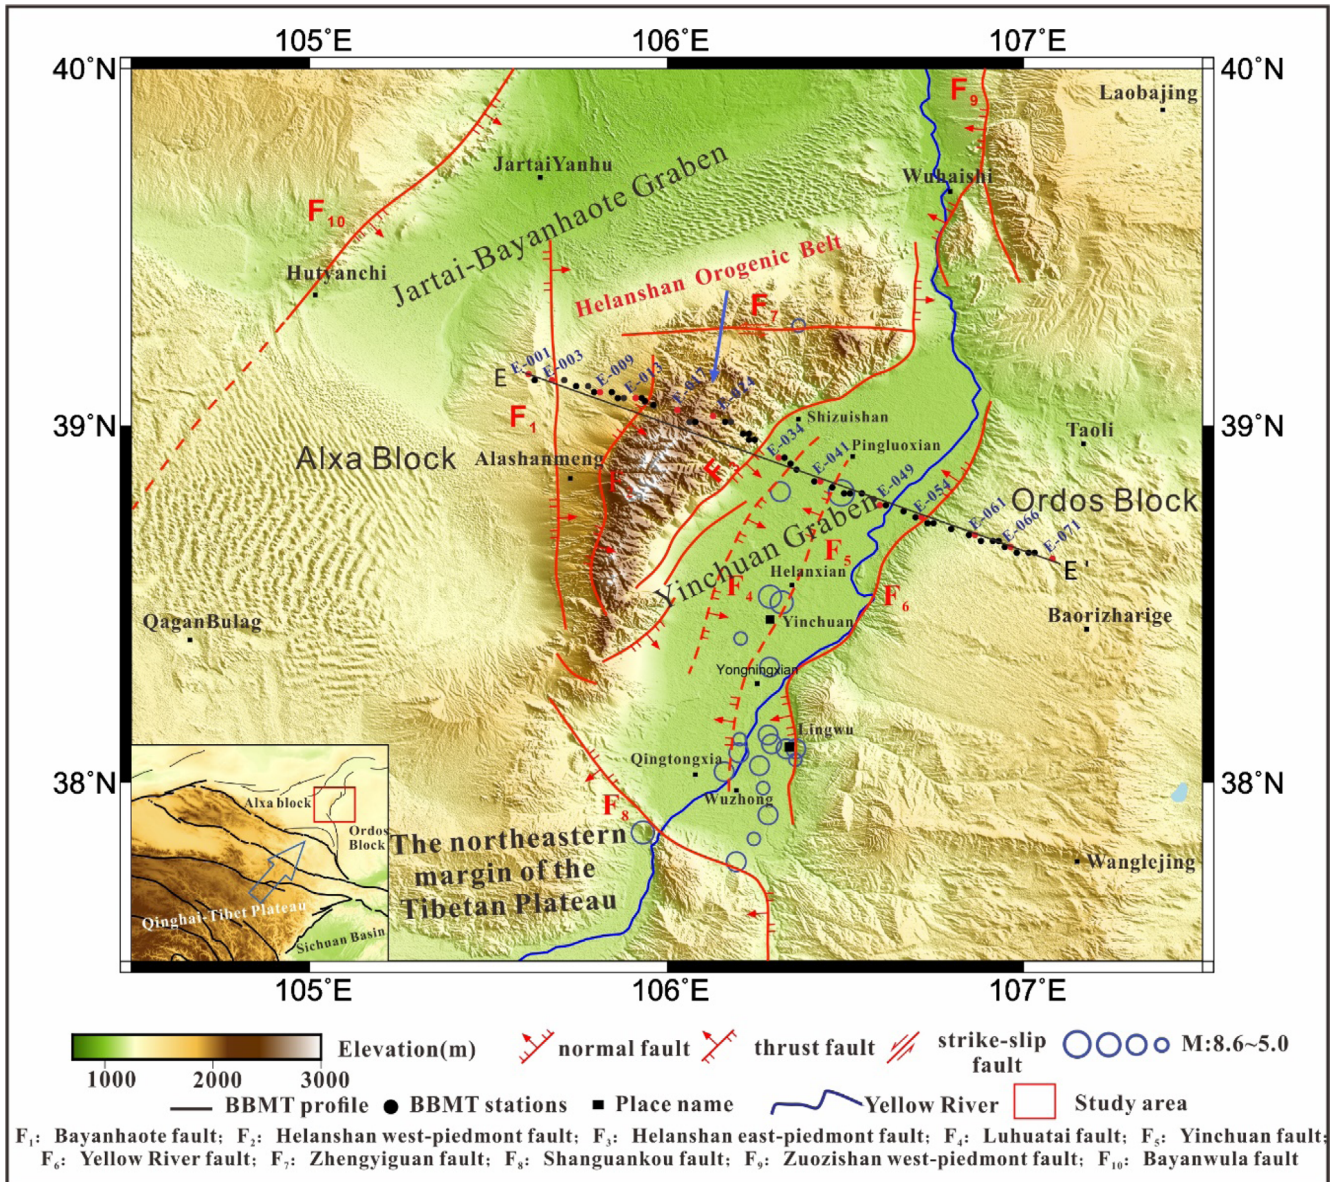 105°E 106°E 107°E
40°N 40°N
F9
Laobajing
JartaiYanhu
Wuhaishi
F10
Jartai-Bayanhaote Graben
Hutyanchi
Helanshan Orogenic Belt
F7
E E-001 E-003 E-009 E-013 E-017 E-024
39°N 39°N
F1
Shizuishan
Taoli
Alxa Block
Alashanmeng
F3
E-034 E-041 Pingluoxian
E-049 E-054
Ordos Block
E-061 E-066 E-071
E'
Yinchuan Graben
F5
Helanxian
F4
F6
QaganBulag
Yinchuan
Baorizharige
Yongningxian
Lingwu
Qingtongxia
38°N 38°N
Wuzhong
F8
Alxa block
Ordos
Block
The northeastern
margin of the
Tibetan Plateau
Wanglejing
Qinghai-Tibet Plateau
Sichuan Basin
105°E 106°E 107°E
Elevation(m) normal fault thrust fault strike-slip
fault
M:8.6~5.0
1000 2000 3000
BBMT profile BBMT stations Place name Yellow River Study area
F1: Bayanhaote fault; F2: Helanshan west-piedmont fault; F3: Helanshan east-piedmont fault; F4: Luhuatai fault; F5: Yinchuan fault;
F6: Yellow River fault; F7: Zhengyiguan fault; F8: Shanguankou fault; F9: Zuozishan west-piedmont fault; F10: Bayanwula fault